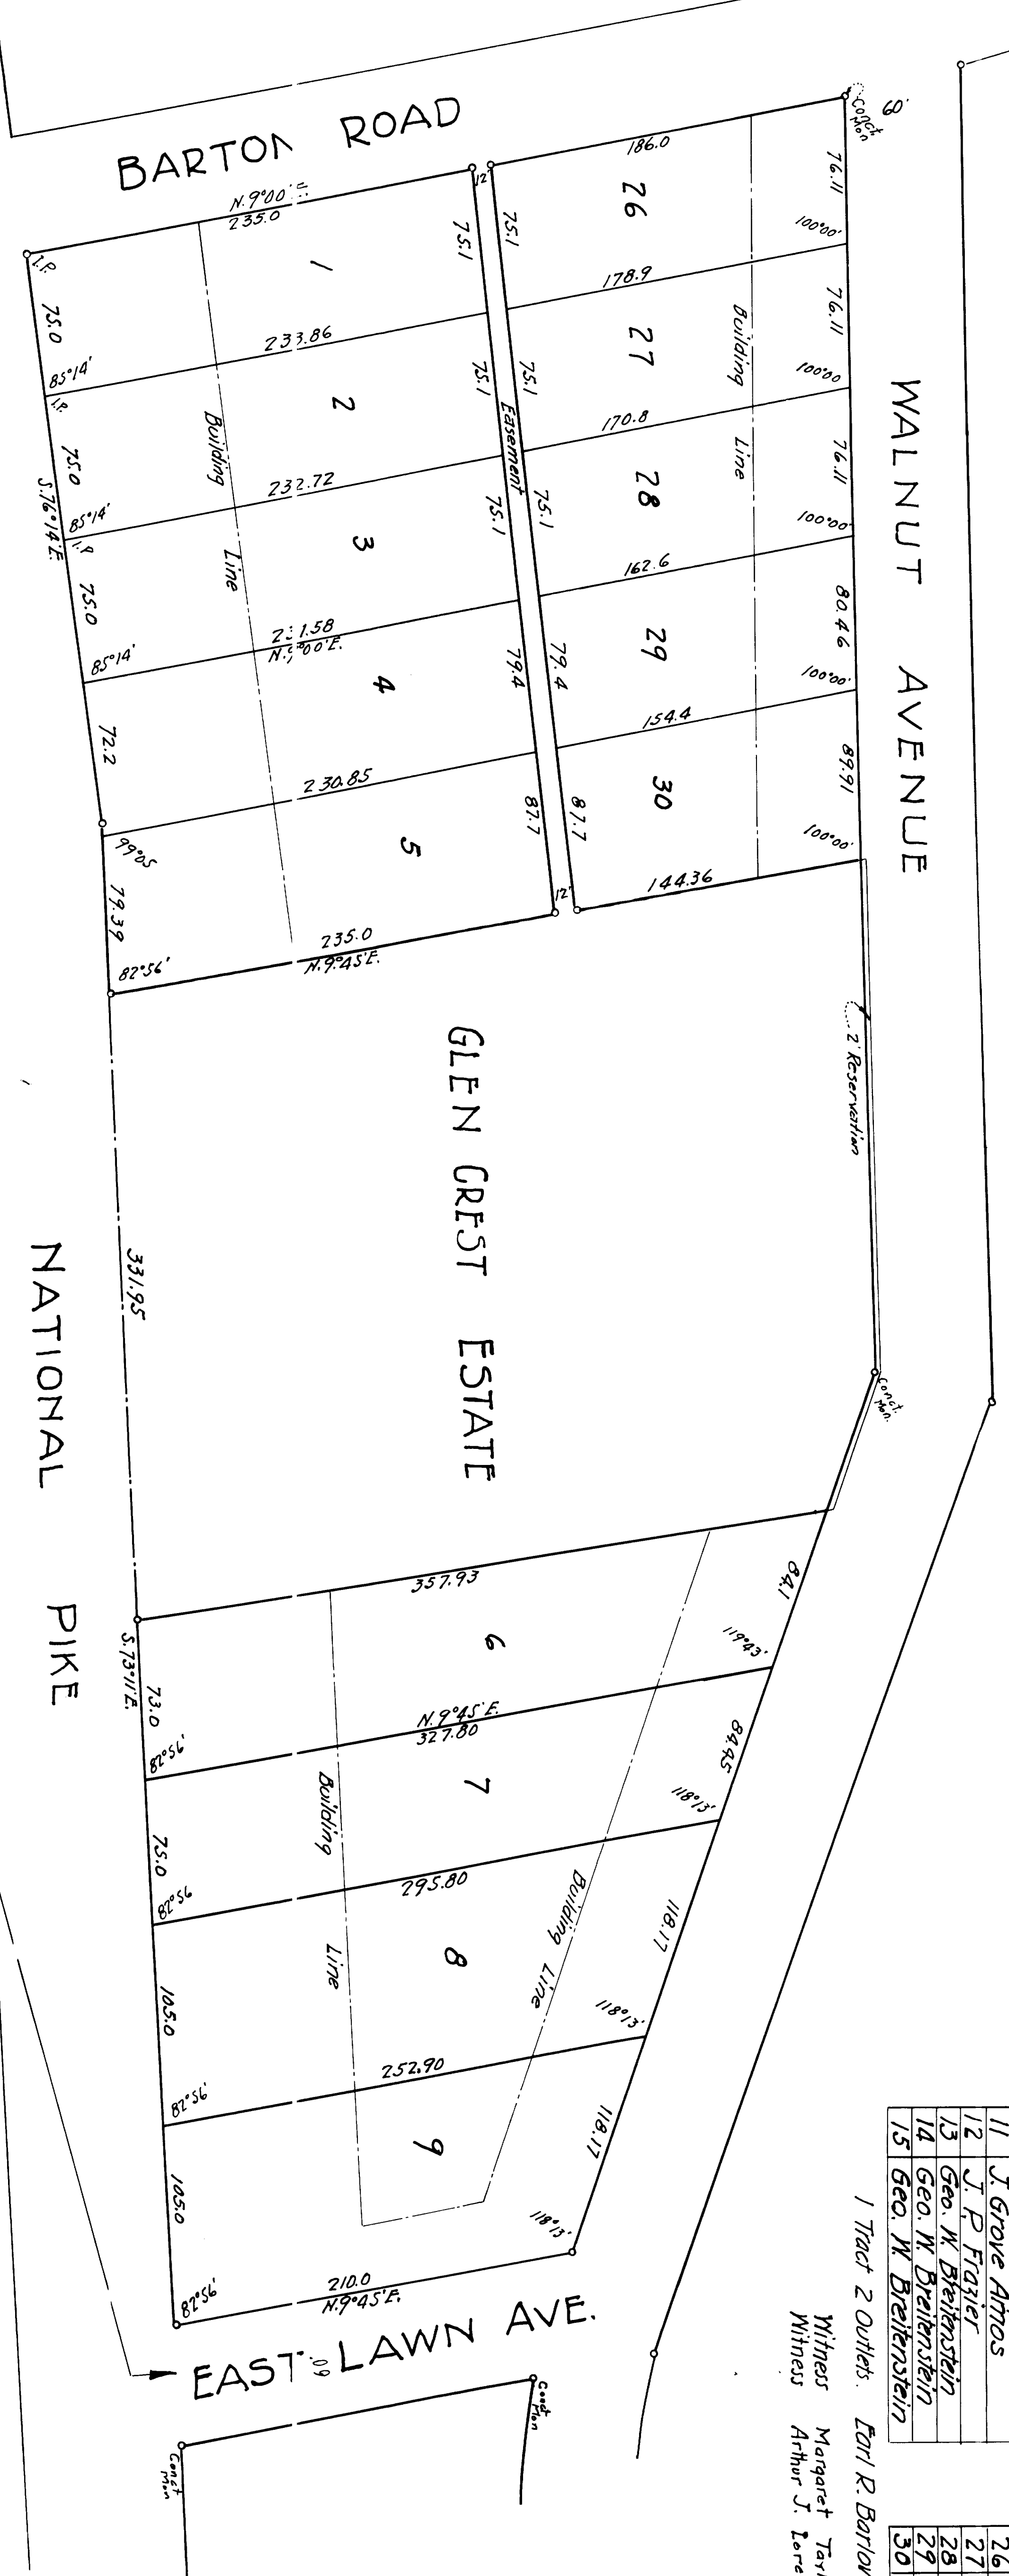 BARTON ROAD
WALNUT AVENUE
NATIONAL PIKE
EAST LAWN AVE.
60'
GLEN CREST ESTATE
60'
Conct. Mon
186.0
76.11
100°00'
26
75.1
12'
178.9
76.11
100°00
27
75.1
170.8
76.11
100°00'
28
75.1
162.6
80.46
100°00'
29
79.4
154.4
89.91
100°00'
30
87.7
144.36
12'
Building Line
Easement
N.9°00'
235.0
1
75.1
I.P.
75.0
85°14'
233.86
2
75.1
I.P.
75.0
85°14'
S.76°14'E.
232.72
3
75.1
I.P
75.0
85°14'
231.58
N.9°00'E.
4
79.4
72.2
230.85
5
87.7
99°05
79.39
82°56'
235.0
N.9°45'E.
Building Line
2' Reservation
Conct. Mon.
331.95
357.93
S.73°11'E.
6
84.1
119°43'
73.0
82°56'
N.9°45'E.
327.80
7
84.45
118°13'
75.0
82°56
295.80
8
118.17
118°13'
105.0
82°56'
252.90
9
118.17
118°13'
105.0
82°56'
210.0
N.9°45'E.
Building Line
Building Line
Conct Mon
Conct Mon
11 J. Grove Amos
12 J. P. Frazier
13 Geo. W. Breitenstein
14 Geo. W. Breitenstein
15 Geo. W. Breitenstein
26
27
28
29
30
1 Tract 2 Outlets. Earl R. Barlow
Witness Margaret
Witness Arthur J.